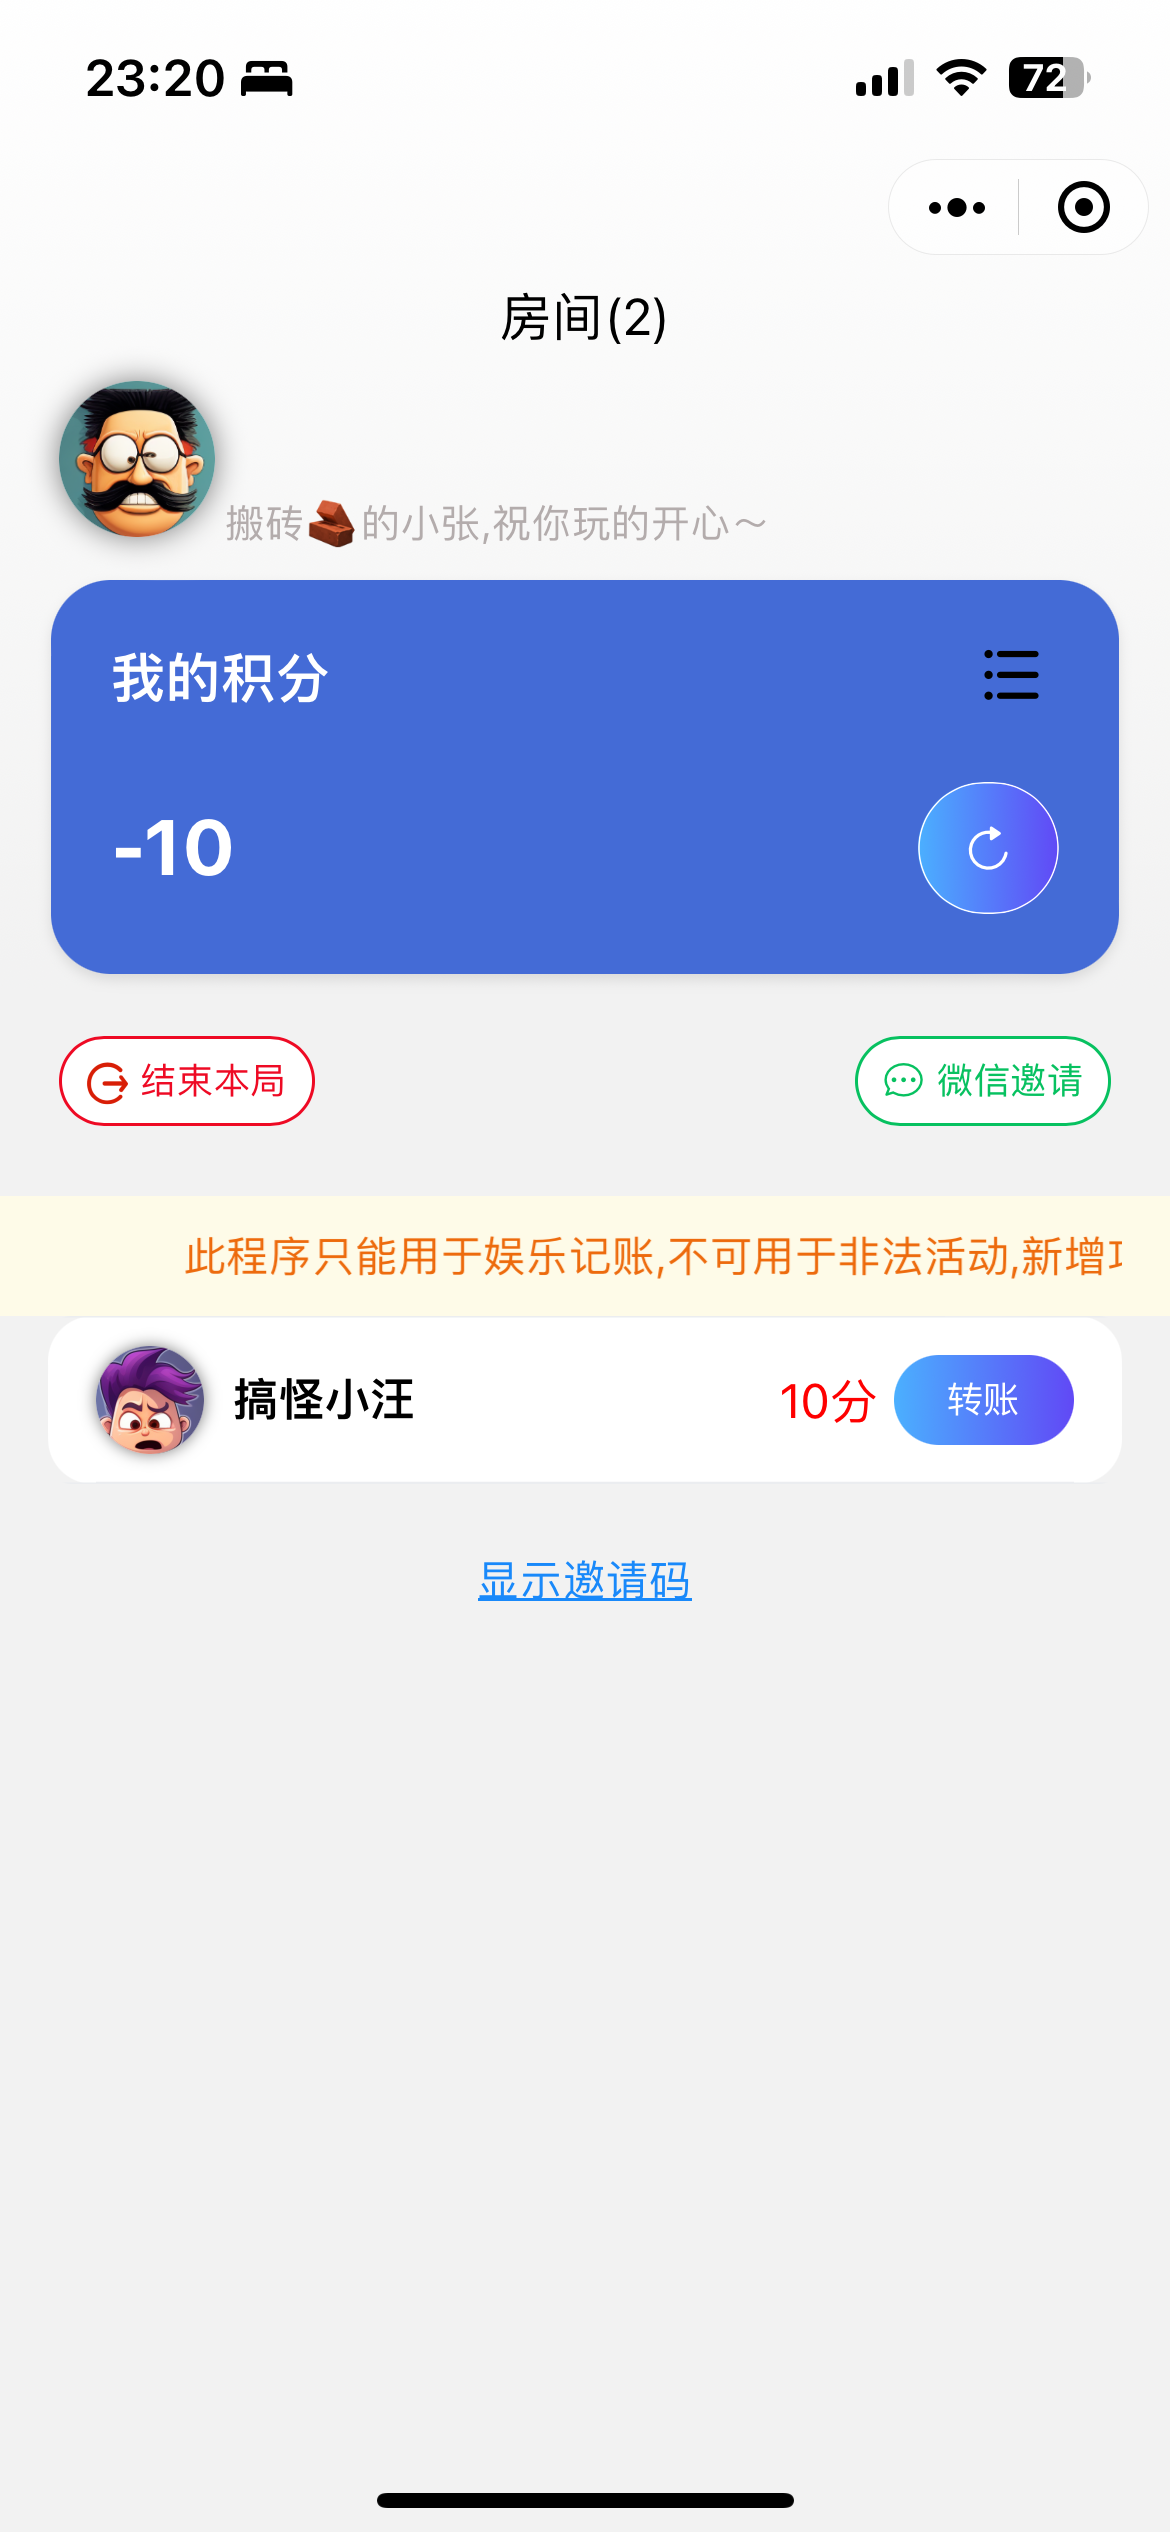 23:20
72
房间(2)
搬砖🧱的小张,祝你玩的开心～
我的积分
-10
结束本局
微信邀请
此程序只能用于娱乐记账,不可用于非法活动,新增
搞怪小汪
10分
转账
显示邀请码